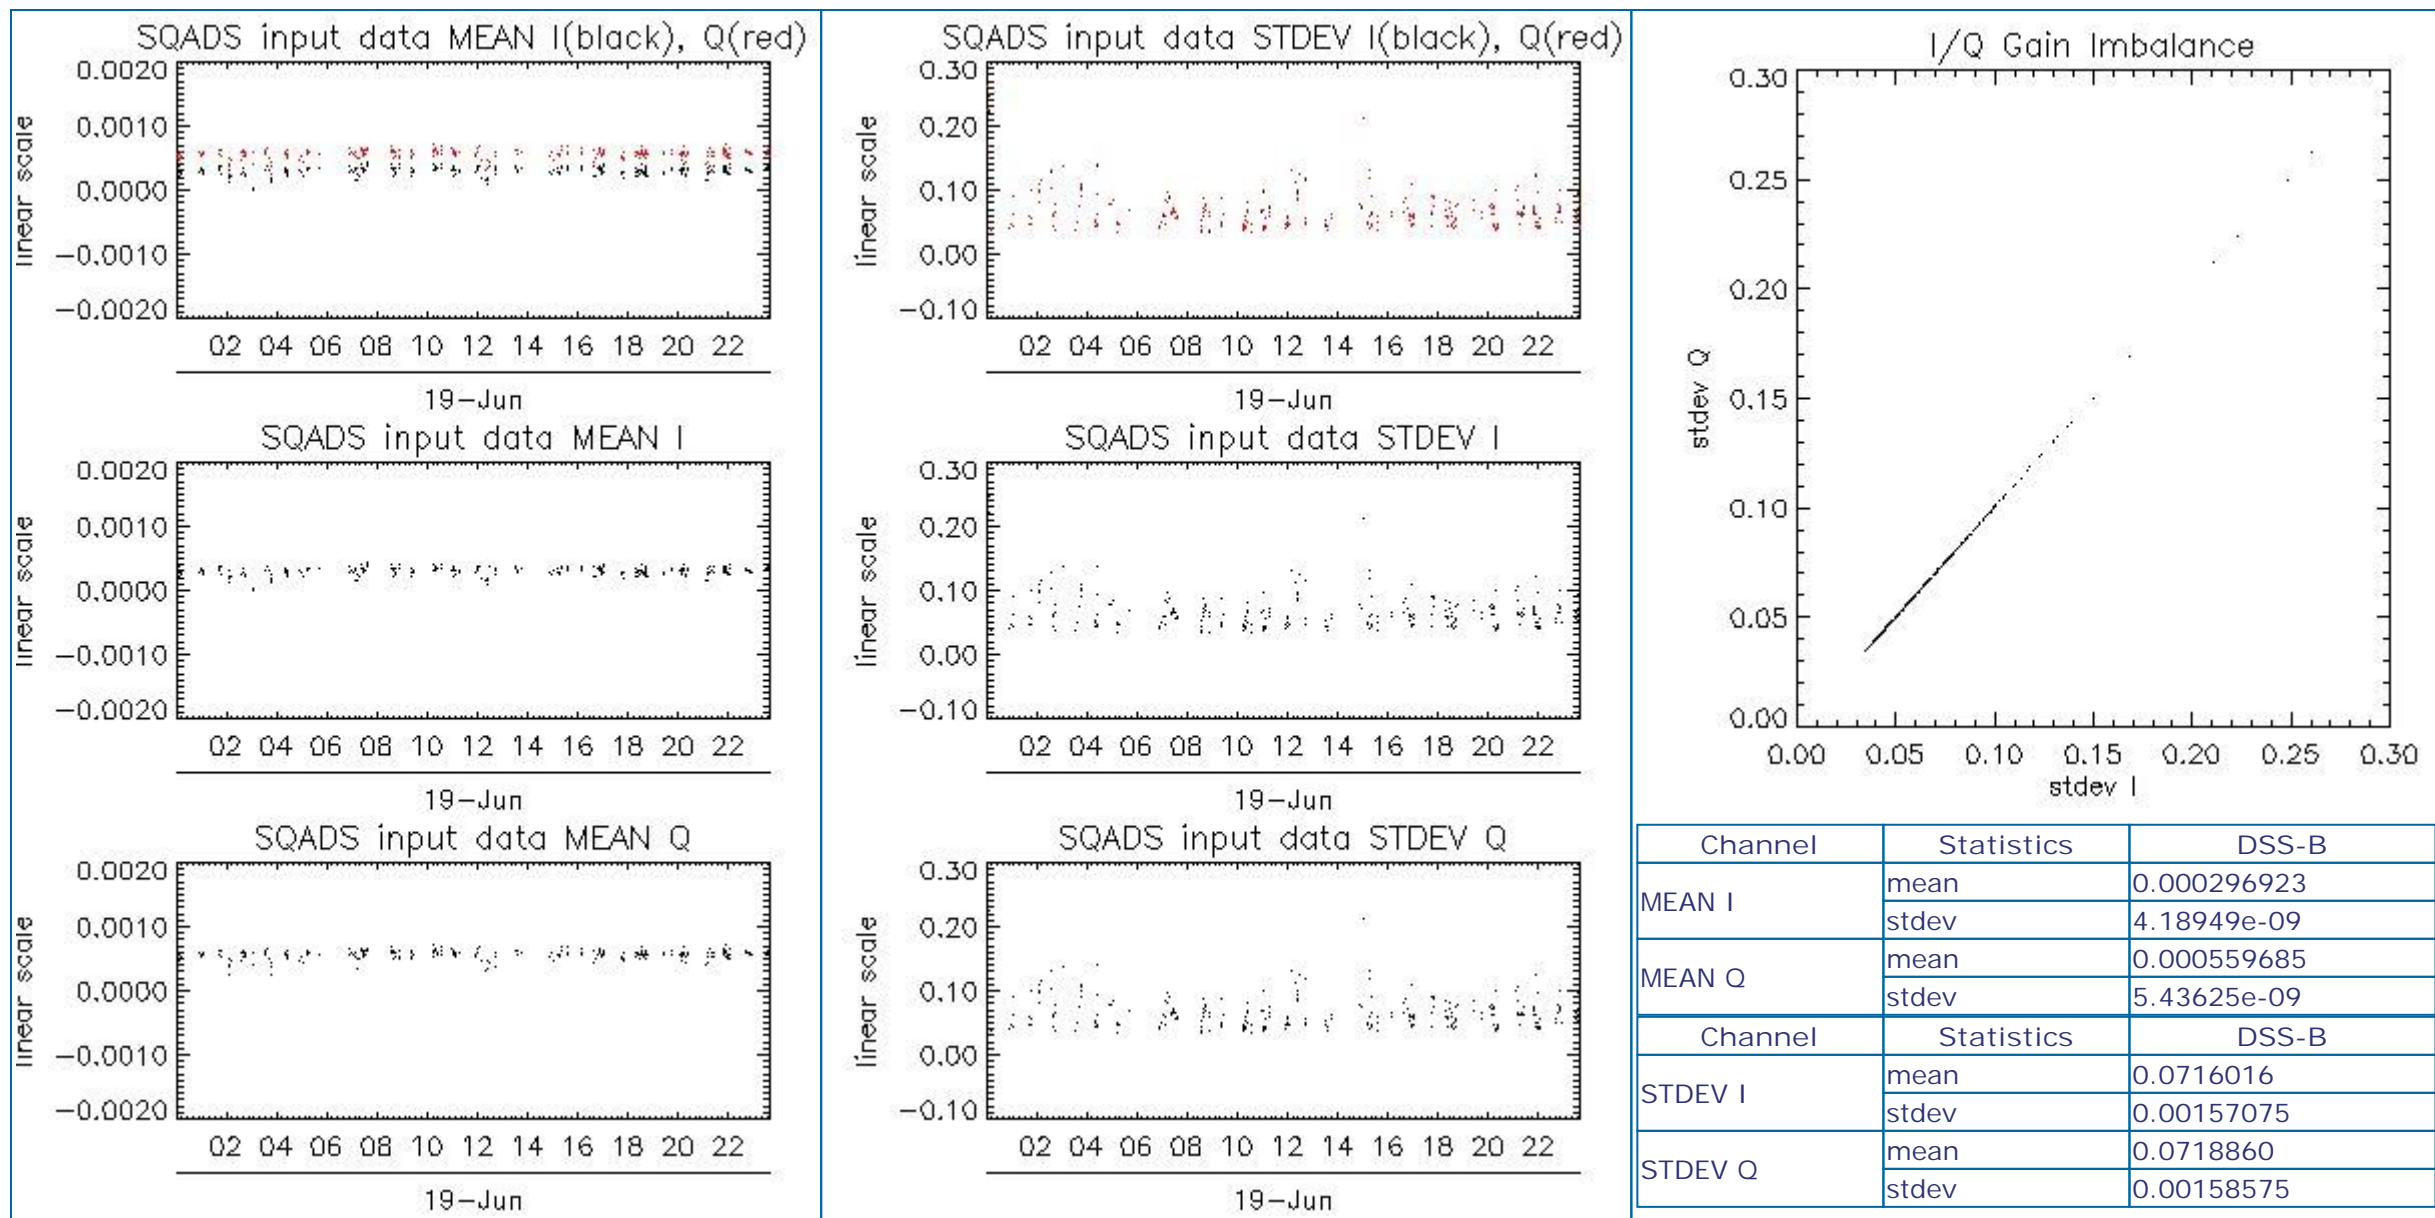 SQADS input data MEAN I(black), Q(red)
0.0020
0.0010
0.0000
−0.0010
−0.0020
linear scale
02 04 06 08 10 12 14 16 18 20 22
19−Jun
SQADS input data MEAN I
0.0020
0.0010
0.0000
−0.0010
−0.0020
linear scale
02 04 06 08 10 12 14 16 18 20 22
19−Jun
SQADS input data MEAN Q
0.0020
0.0010
0.0000
−0.0010
−0.0020
linear scale
02 04 06 08 10 12 14 16 18 20 22
19−Jun
SQADS input data STDEV I(black), Q(red)
0.30
0.20
0.10
0.00
−0.10
linear scale
02 04 06 08 10 12 14 16 18 20 22
19−Jun
SQADS input data STDEV I
0.30
0.20
0.10
0.00
−0.10
linear scale
02 04 06 08 10 12 14 16 18 20 22
19−Jun
SQADS input data STDEV Q
0.30
0.20
0.10
0.00
−0.10
linear scale
02 04 06 08 10 12 14 16 18 20 22
19−Jun
I/Q Gain Imbalance
0.30
0.25
0.20
0.15
0.10
0.05
0.00
stdev Q
0.00 0.05 0.10 0.15 0.20 0.25 0.30
stdev I
Channel Statistics DSS-B
MEAN I mean 0.000296923
stdev 4.18949e-09
MEAN Q mean 0.000559685
stdev 5.43625e-09
Channel Statistics DSS-B
STDEV I mean 0.0716016
stdev 0.00157075
STDEV Q mean 0.0718860
stdev 0.00158575